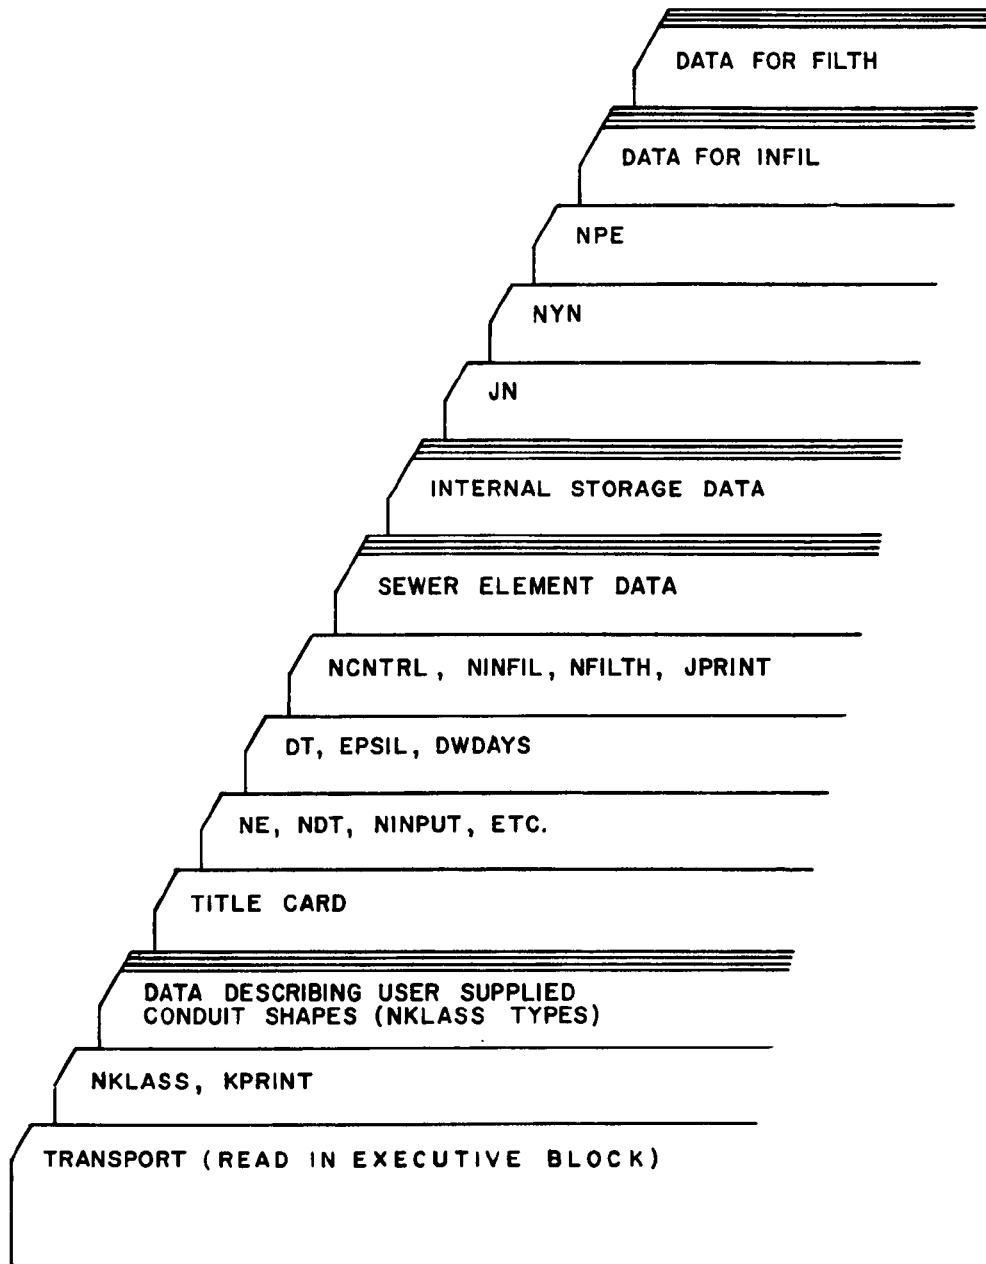 DATA FOR FILTH
DATA FOR INFIL
NPE
NYN
JN
INTERNAL STORAGE DATA
SEWER ELEMENT DATA
NCNTRL, NINFIL, NFILTH, JPRINT
DT, EPSIL, DWDAYS
NE, NDT, NINPUT, ETC.
TITLE CARD
DATA DESCRIBING USER SUPPLIED
CONDUIT SHAPES (NKLASS TYPES)
NKLASS, KPRINT
TRANSPORT (READ IN EXECUTIVE BLOCK)